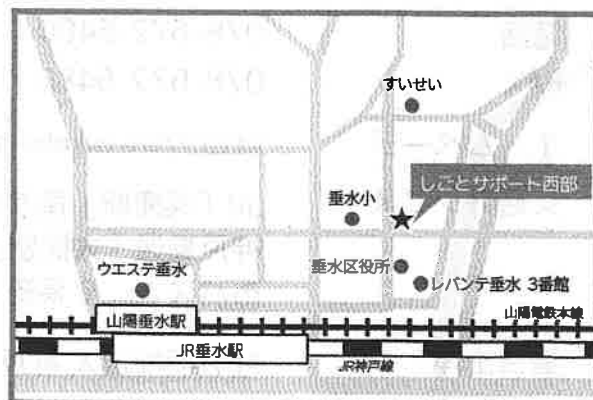 すいせい
しごとサポート西部
垂水小
垂水区役所
ウエステ垂水
レバンテ垂水 3番館
山陽電鉄本線
山陽垂水駅
JR垂水駅
JR神戸線